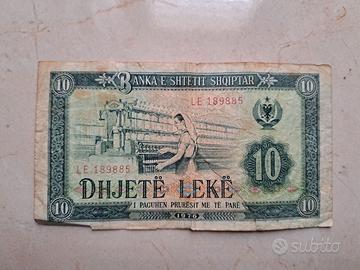 10 BANKA E SHTETIT SHQIPTAR 10
LE 189885
LE 189885
10
DHJETË LEKË
I PAGUHEN PRURËSIT ME TË PARË
10 1976 10
subito